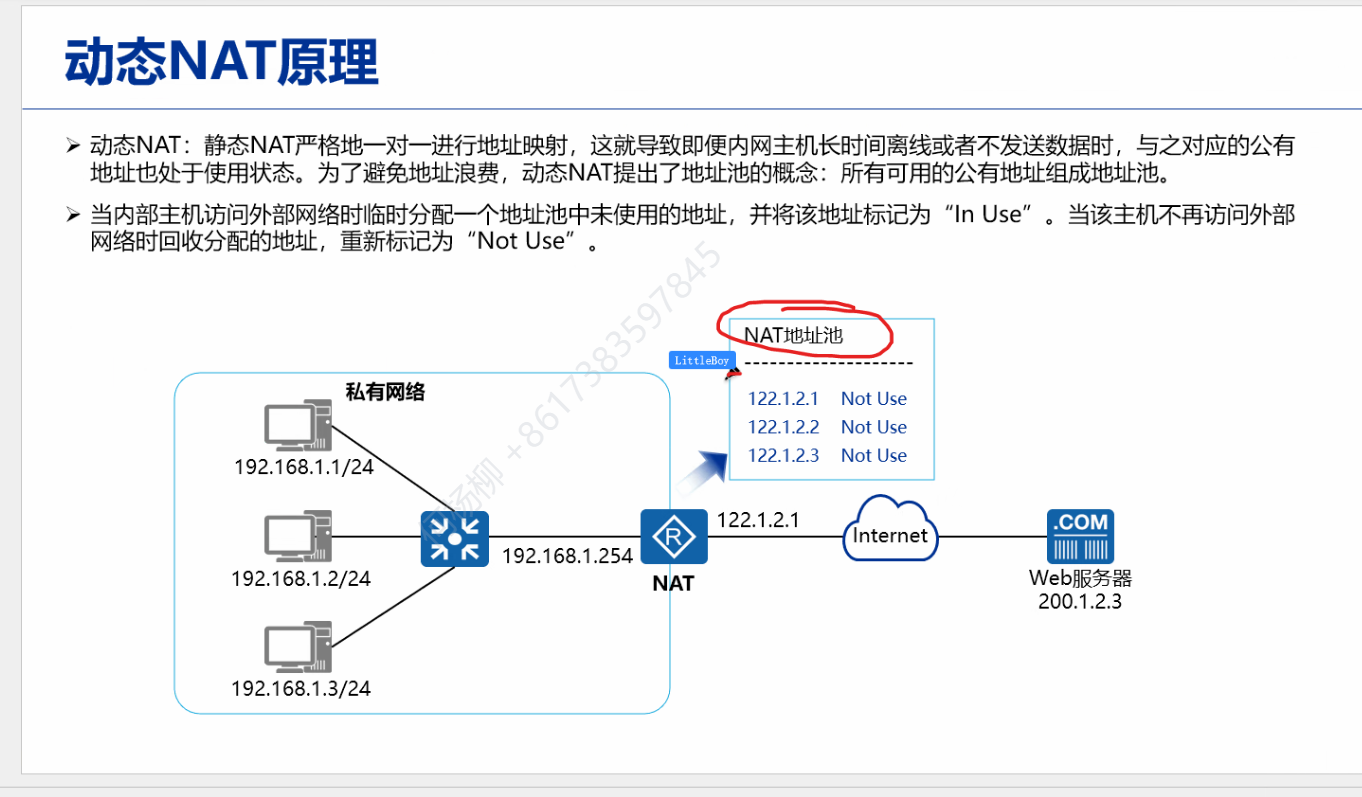 动态NAT原理
动态NAT：静态NAT严格地一对一进行地址映射，这就导致即便内网主机长时间离线或者不发送数据时，与之对应的公有
地址也处于使用状态。为了避免地址浪费，动态NAT提出了地址池的概念：所有可用的公有地址组成地址池。
当内部主机访问外部网络时临时分配一个地址池中未使用的地址，并将该地址标记为“In Use”。当该主机不再访问外部
网络时回收分配的地址，重新标记为“Not Use”。
NAT地址池
LittleBoy
122.1.2.1 Not Use
122.1.2.2 Not Use
122.1.2.3 Not Use
私有网络
192.168.1.1/24
192.168.1.2/24
192.168.1.3/24
192.168.1.254
R
NAT
122.1.2.1
Internet
.COM
Web服务器
200.1.2.3
杨柳 +8617383597845